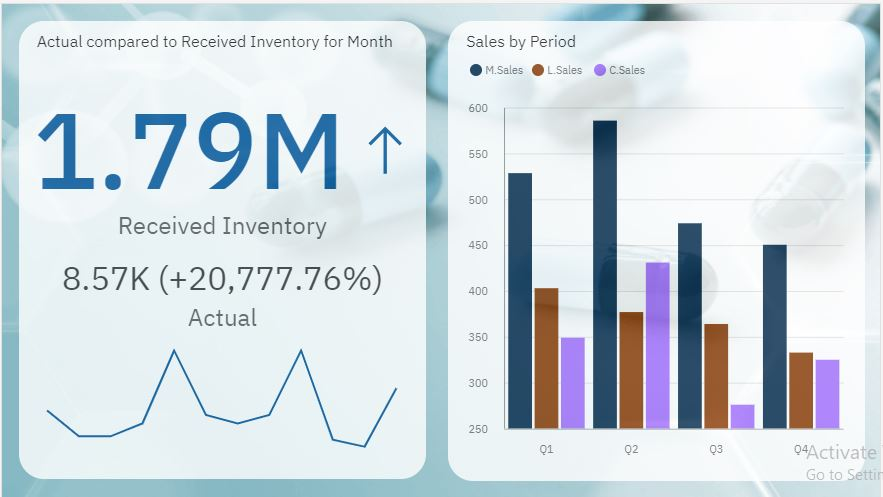 Actual compared to Received Inventory for Month
1.79M ↑
Received Inventory
8.57K (+20,777.76%)
Actual
Sales by Period
M.Sales L.Sales C.Sales
600
550
500
450
400
350
300
250
Q1 Q2 Q3 Q4
Activate
Go to Settin